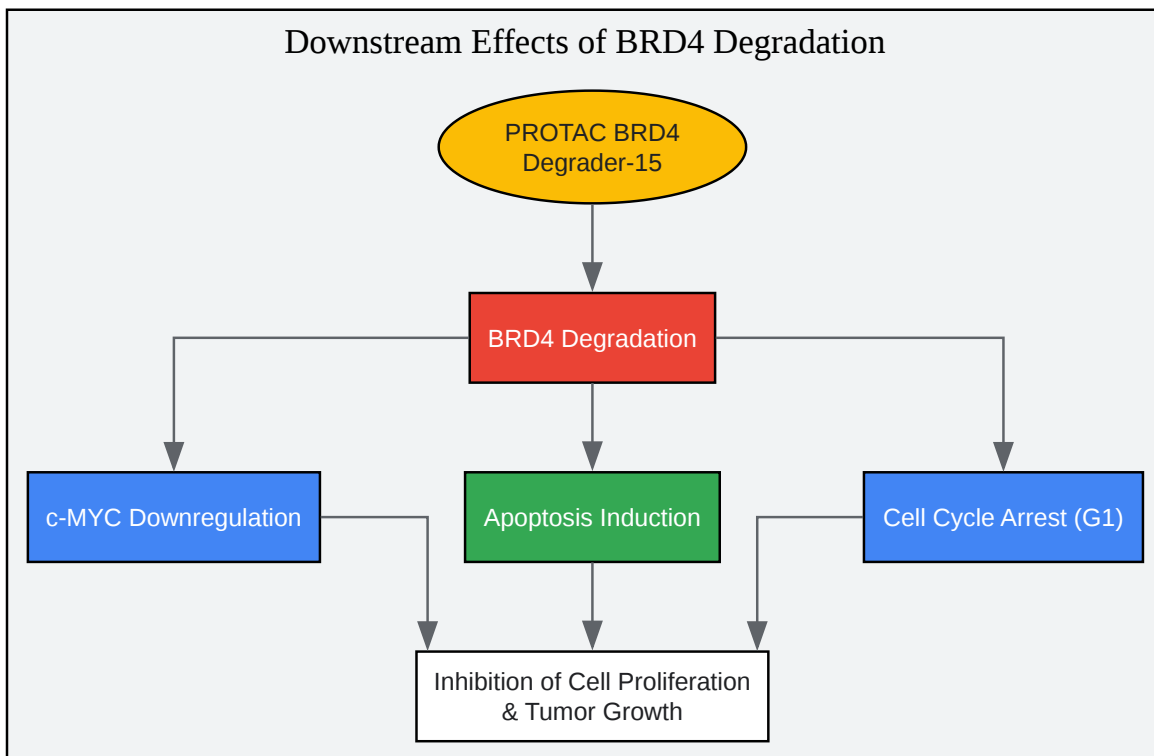 Downstream Effects of BRD4 Degradation
PROTAC BRD4
Degrader-15
BRD4 Degradation
c-MYC Downregulation
Apoptosis Induction
Cell Cycle Arrest (G1)
Inhibition of Cell Proliferation
& Tumor Growth